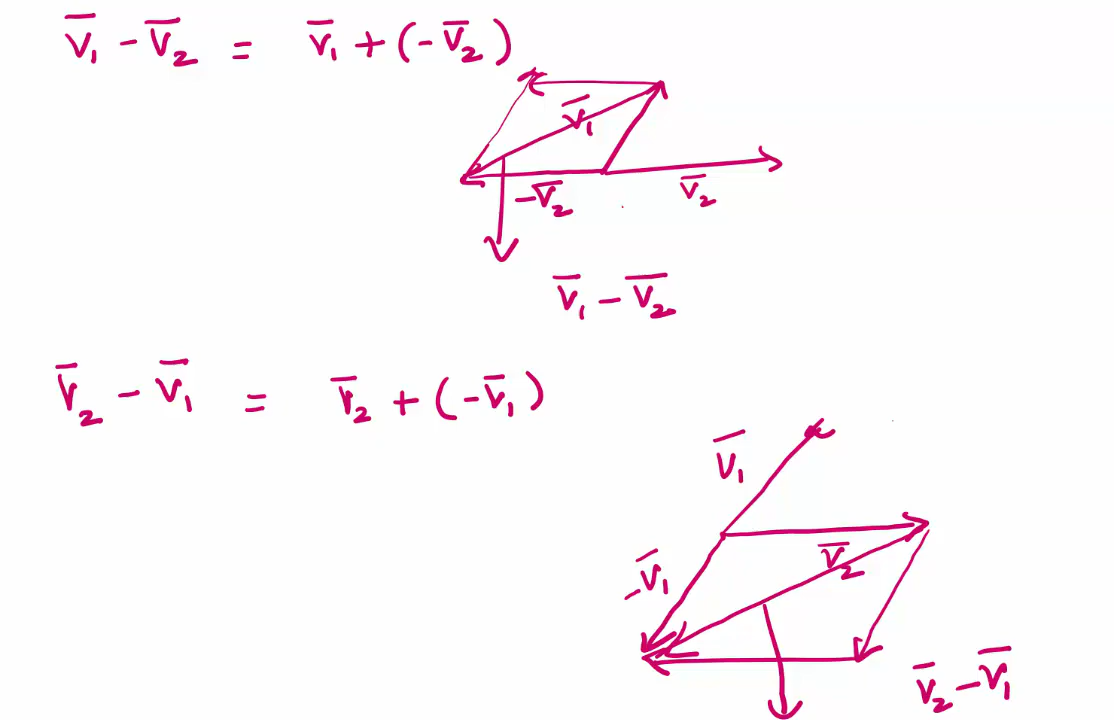 V̅₁ - V̅₂ = V̅₁ + (-V̅₂)
V̅₁
-V̅₂
V̅₂
V̅₁ - V̅₂
V̅₂ - V̅₁ = V̅₂ + (-V̅₁)
V̅₁
V̅₂
-V̅₁
V̅₂ - V̅₁